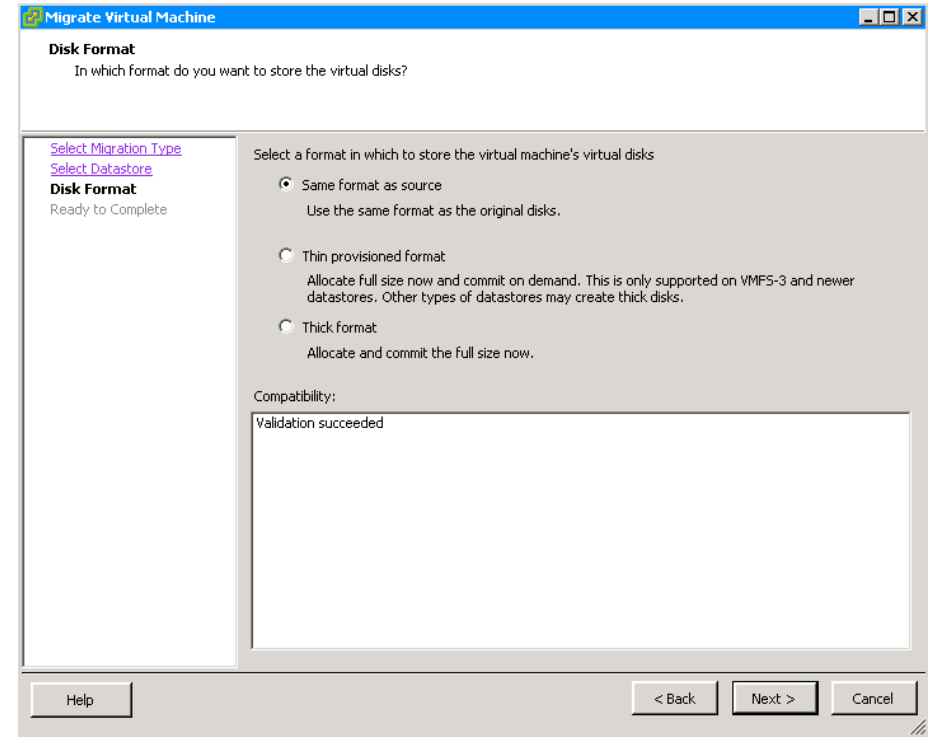 Migrate Virtual Machine
Disk Format
In which format do you want to store the virtual disks?
Select Migration Type
Select Datastore
Disk Format
Ready to Complete
Select a format in which to store the virtual machine's virtual disks
Same format as source
Use the same format as the original disks.
Thin provisioned format
Allocate full size now and commit on demand. This is only supported on VMFS-3 and newer
datastores. Other types of datastores may create thick disks.
Thick format
Allocate and commit the full size now.
Compatibility:
Validation succeeded
Help
< Back
Next >
Cancel